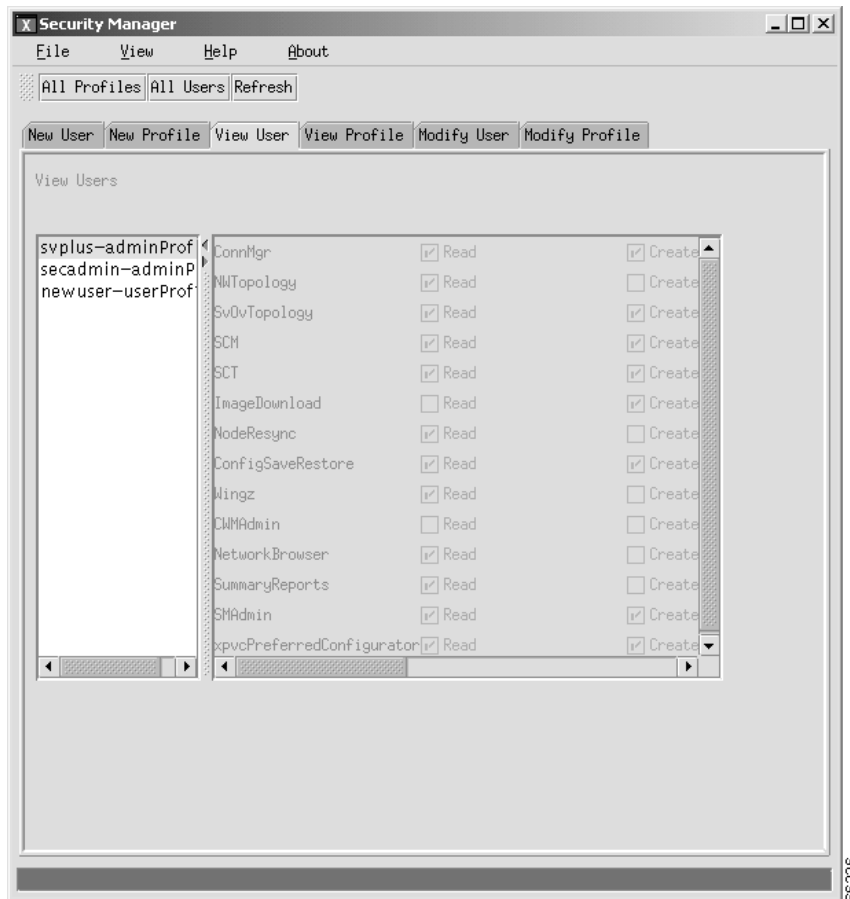 X Security Manager
File View Help About
All Profiles All Users Refresh
New User New Profile View User View Profile Modify User Modify Profile
View Users
svplus-adminProf
secadmin-adminP
newuser-userProf
ConnMgr Read Create
NWTopology Read Create
SvOvTopology Read Create
SCM Read Create
SCT Read Create
ImageDownload Read Create
NodeResync Read Create
ConfigSaveRestore Read Create
Wingz Read Create
CWMAdmin Read Create
NetworkBrowser Read Create
SummaryReports Read Create
SMAdmin Read Create
xpvcPreferredConfigurator Read Create